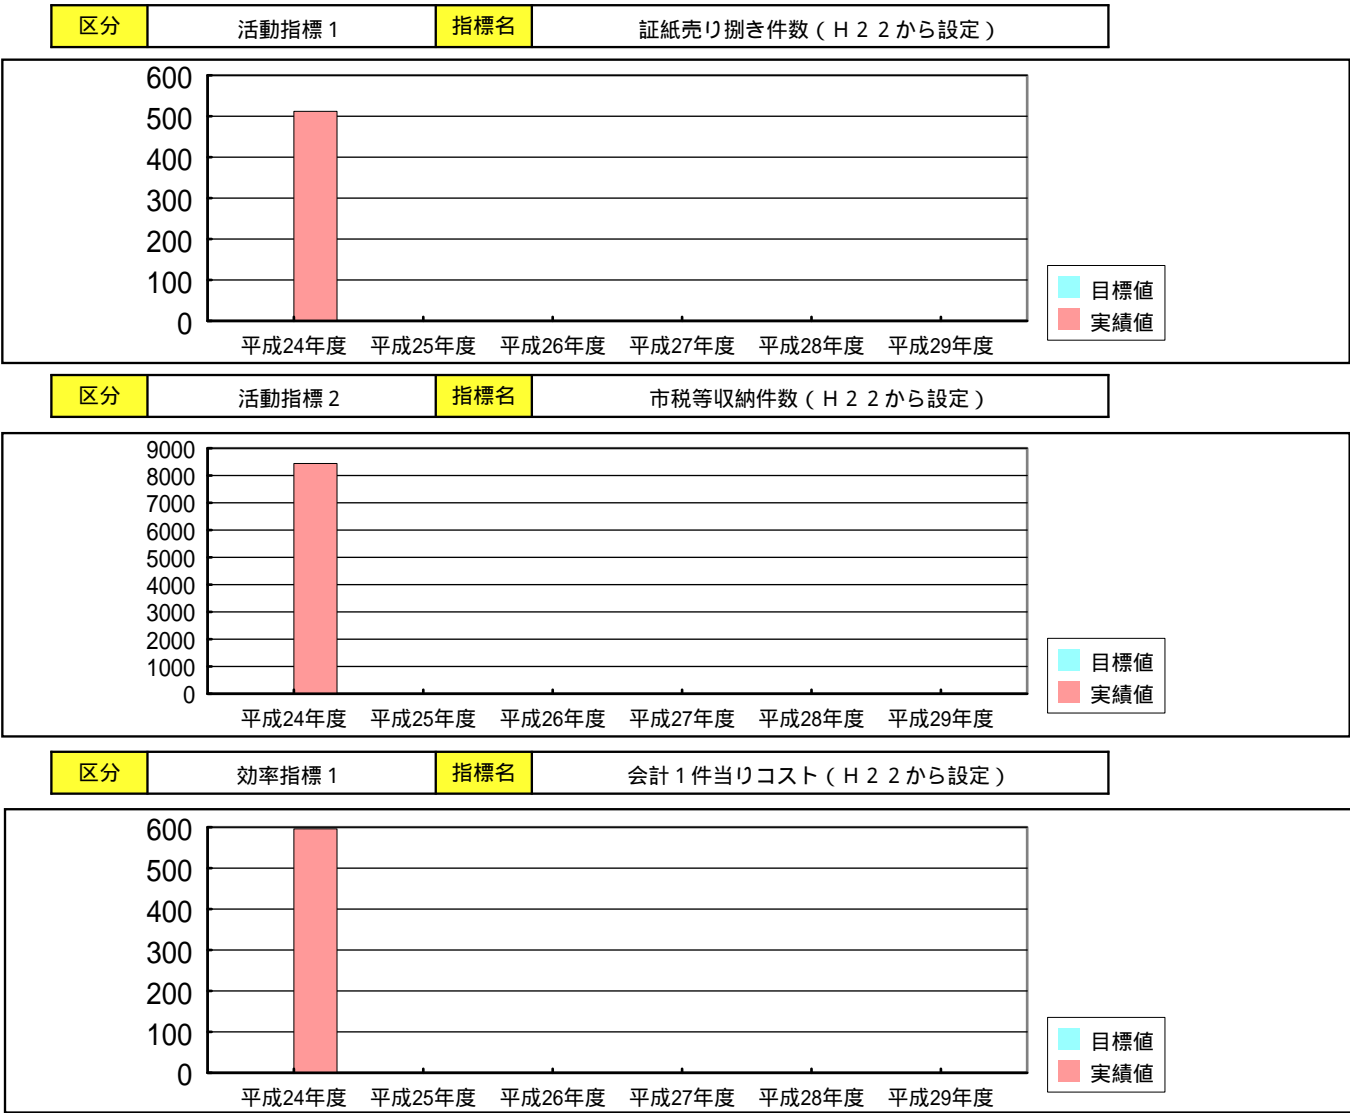 区分 活動指標1 指標名 証紙売り捌き件数(H22から設定)
600
500
400
300
200
100
0
平成24年度 平成25年度 平成26年度 平成27年度 平成28年度 平成29年度
目標値
実績値
区分 活動指標2 指標名 市税等収納件数(H22から設定)
9000
8000
7000
6000
5000
4000
3000
2000
1000
0
平成24年度 平成25年度 平成26年度 平成27年度 平成28年度 平成29年度
目標値
実績値
区分 効率指標1 指標名 会計1件当りコスト(H22から設定)
600
500
400
300
200
100
0
平成24年度 平成25年度 平成26年度 平成27年度 平成28年度 平成29年度
目標値
実績値